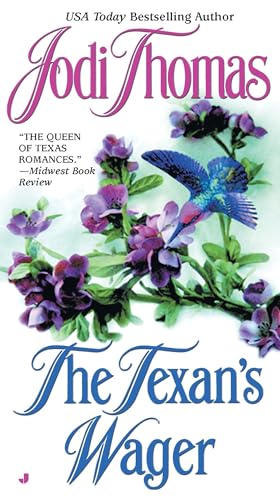 USA Today Bestselling Author
Jodi Thomas
“THE QUEEN
OF TEXAS
ROMANCES.”
—Midwest Book
Review
The Texan's
Wager
J